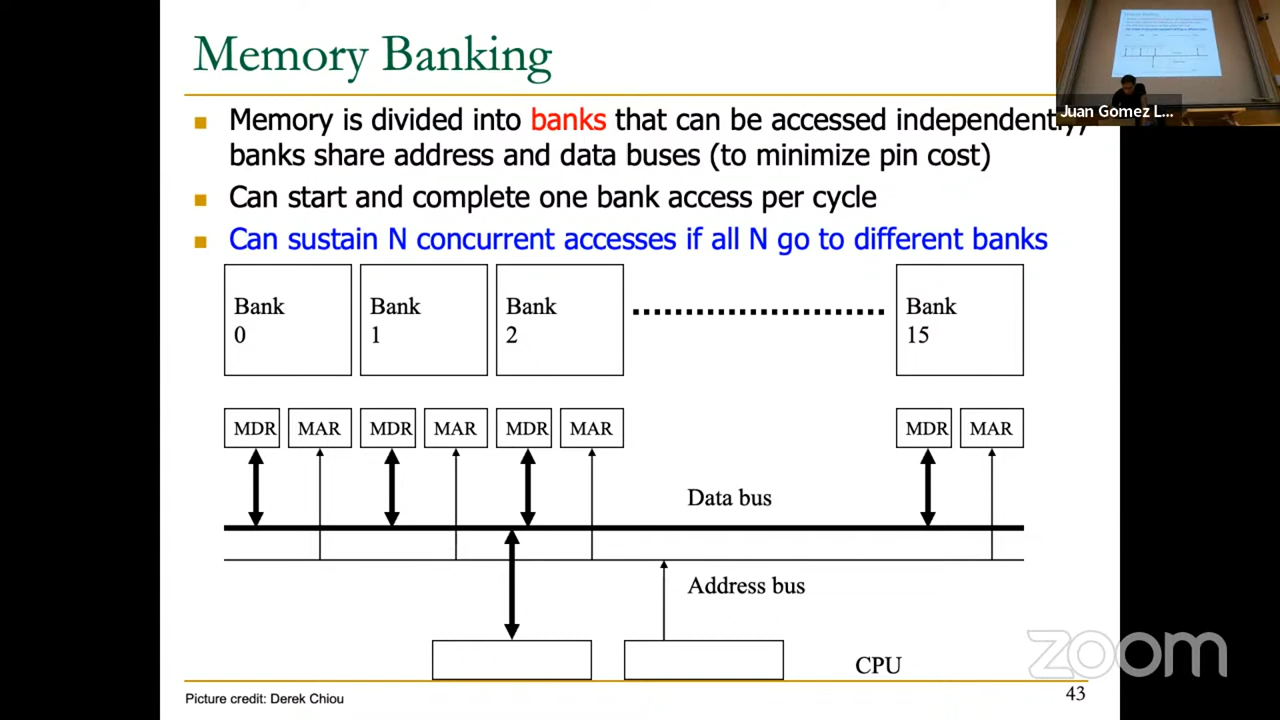 Memory Banking
Memory is divided into banks that can be accessed independently,
banks share address and data buses (to minimize pin cost)
Can start and complete one bank access per cycle
Can sustain N concurrent accesses if all N go to different banks
Juan Gomez L...
Bank
0
Bank
1
Bank
2
Bank
15
MDR MAR MDR MAR MDR MAR MDR MAR
Data bus
Address bus
CPU
zoom
Picture credit: Derek Chiou
43